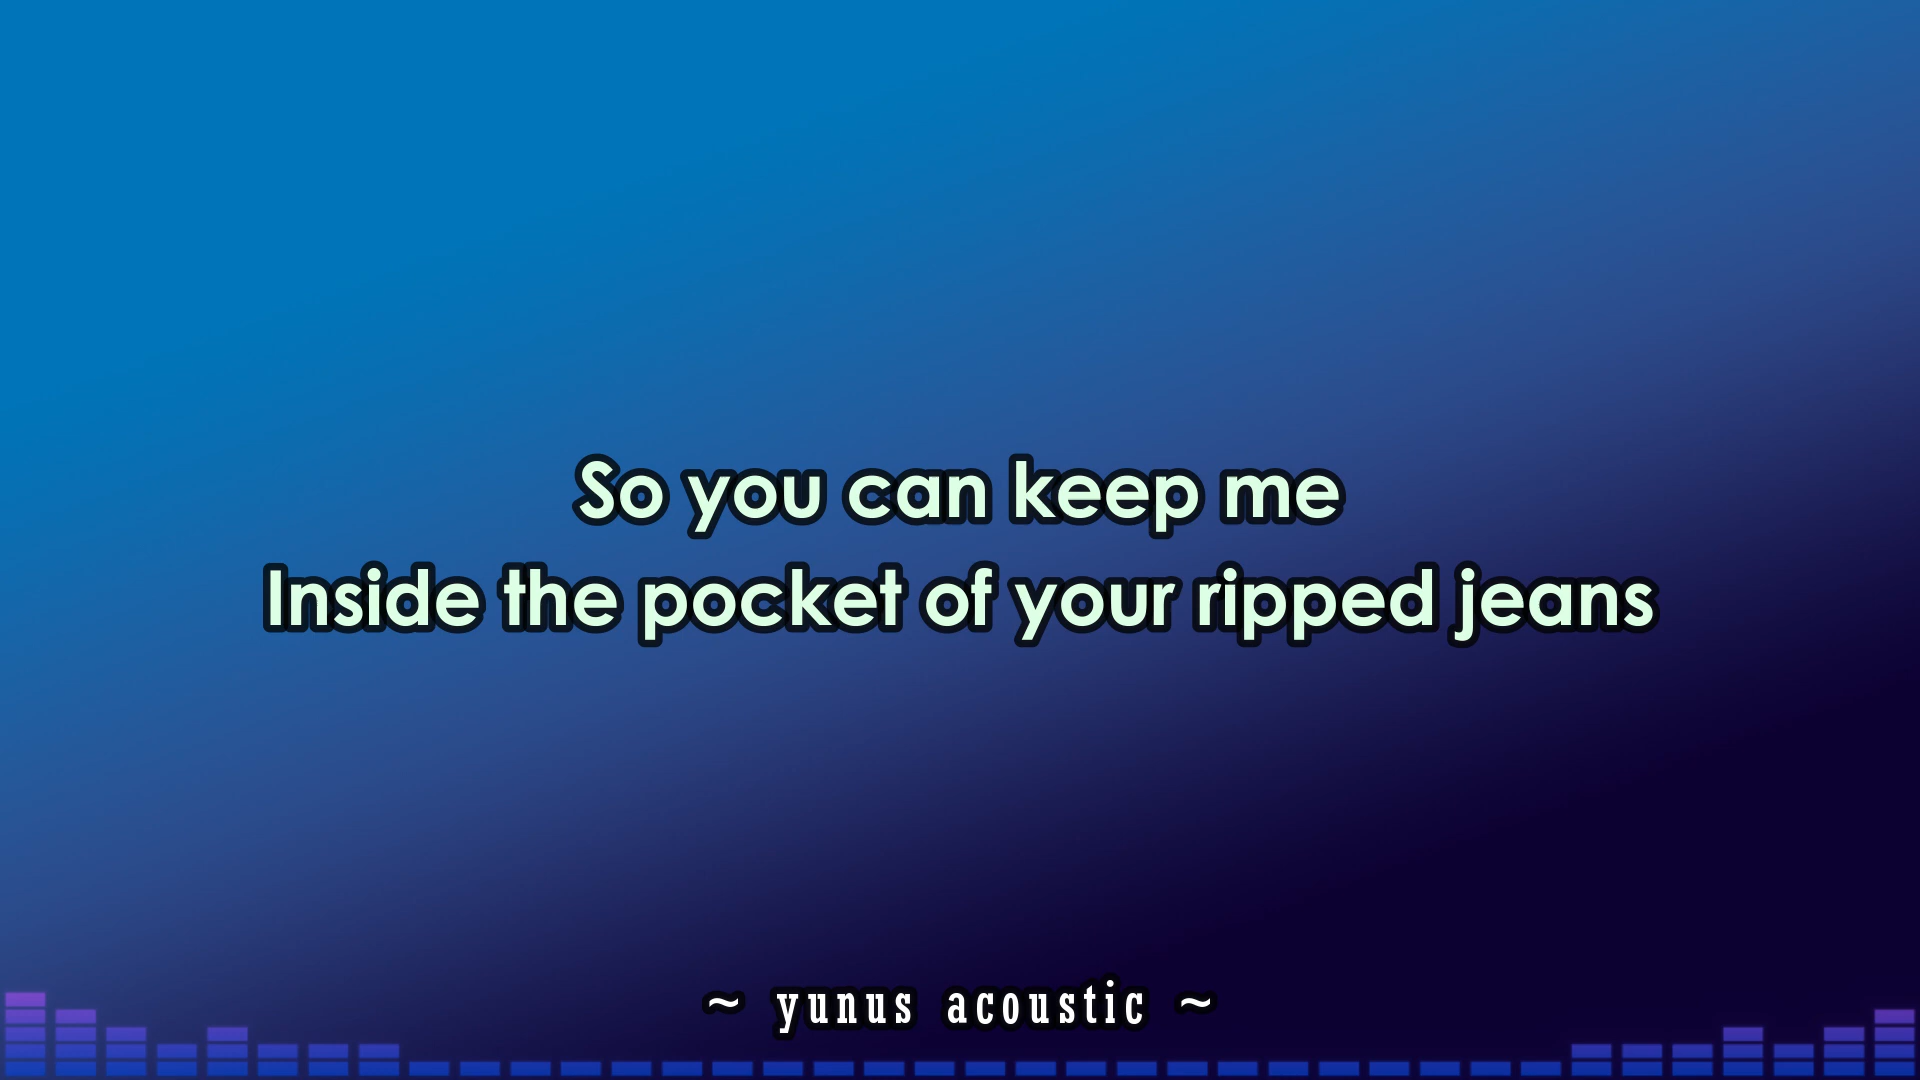 So you can keep me
Inside the pocket of your ripped jeans
~ yunus acoustic ~